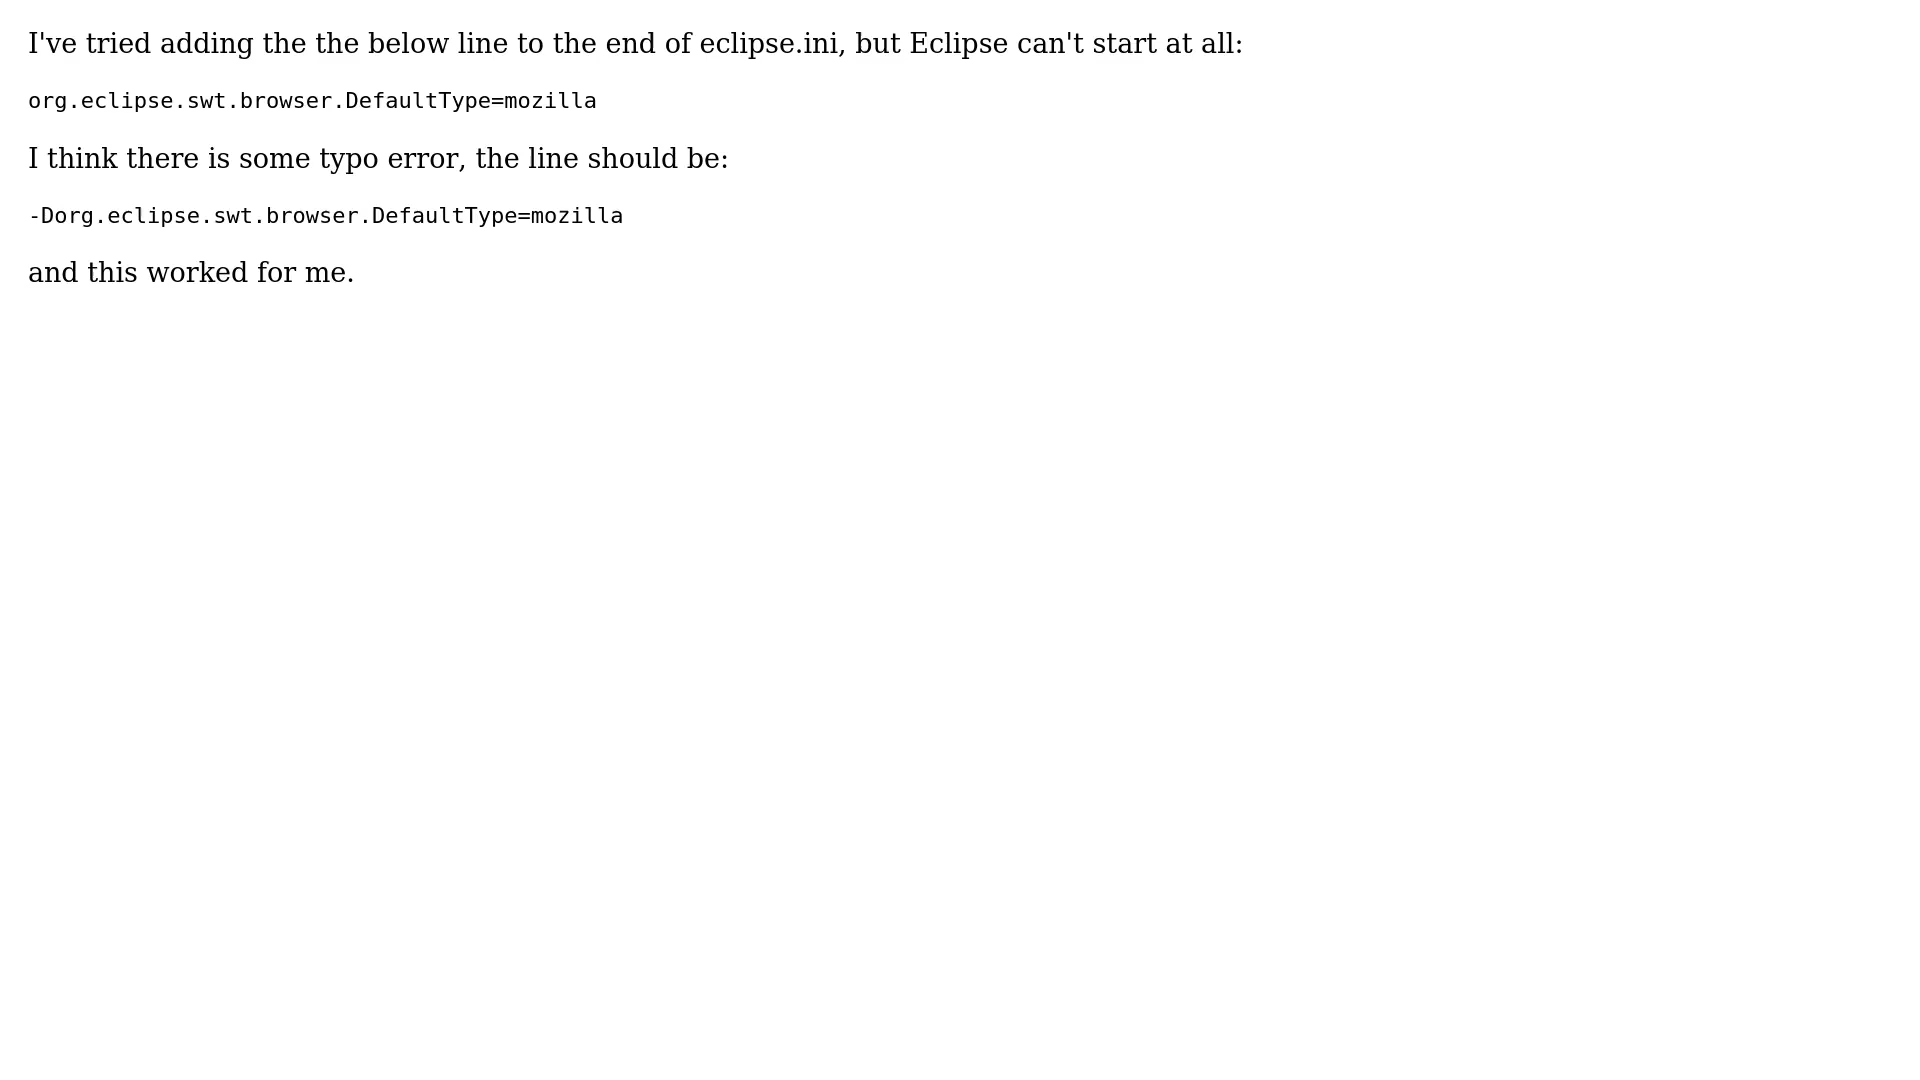 I've tried adding the the below line to the end of eclipse.ini, but Eclipse can't start at all:
org.eclipse.swt.browser.DefaultType=mozilla
I think there is some typo error, the line should be:
-Dorg.eclipse.swt.browser.DefaultType=mozilla
and this worked for me.